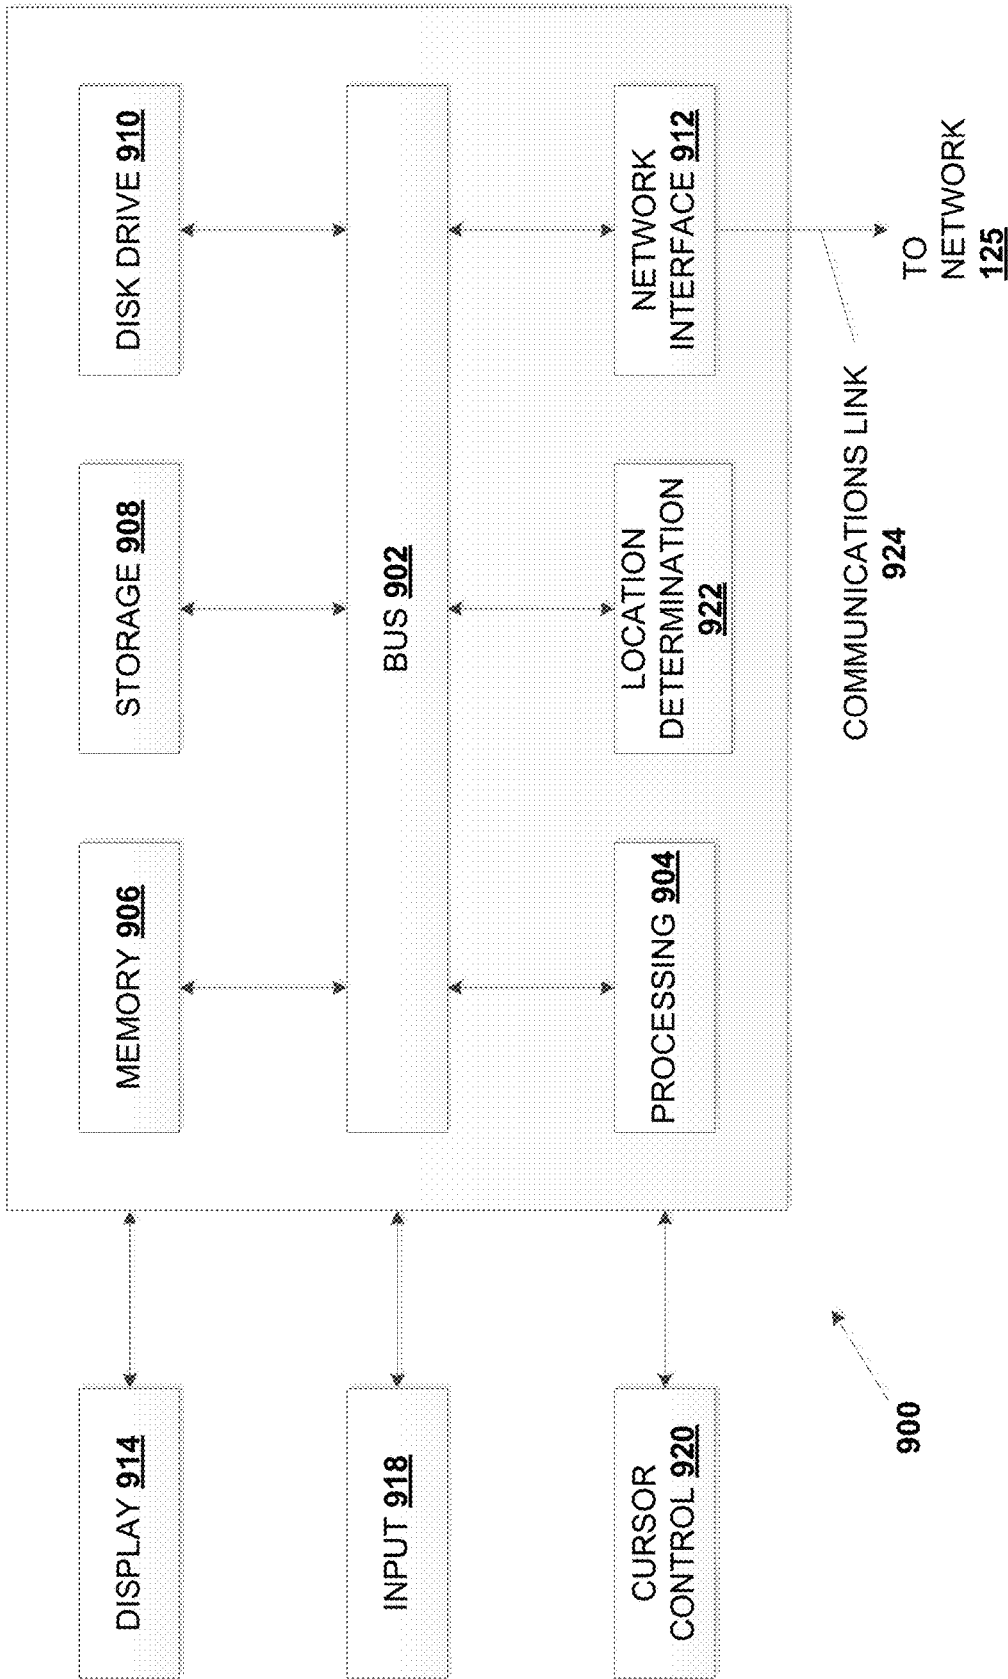 DISPLAY 914
INPUT 918
CURSOR
CONTROL 920
900
MEMORY 906
STORAGE 908
DISK DRIVE 910
BUS 902
PROCESSING 904
LOCATION
DETERMINATION
922
NETWORK
INTERFACE 912
COMMUNICATIONS LINK
924
TO
NETWORK
125